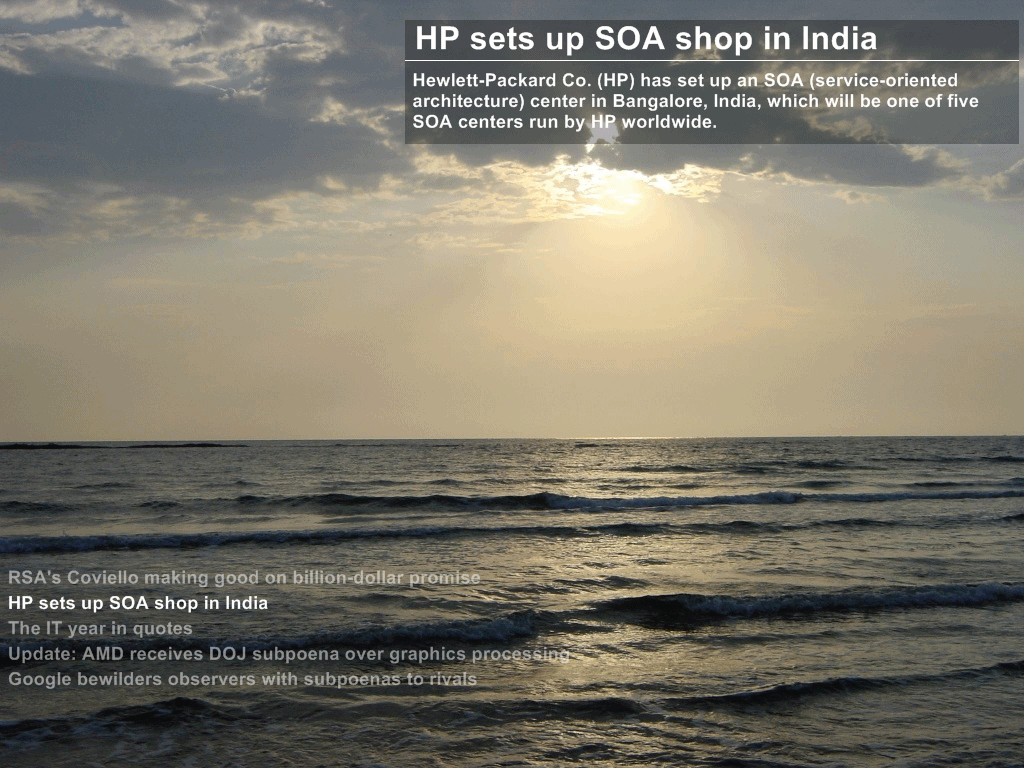 HP sets up SOA shop in India
Hewlett-Packard Co. (HP) has set up an SOA (service-oriented
architecture) center in Bangalore, India, which will be one of five
SOA centers run by HP worldwide.
RSA's Coviello making good on billion-dollar promise
HP sets up SOA shop in India
The IT year in quotes
Update: AMD receives DOJ subpoena over graphics processing
Google bewilders observers with subpoenas to rivals